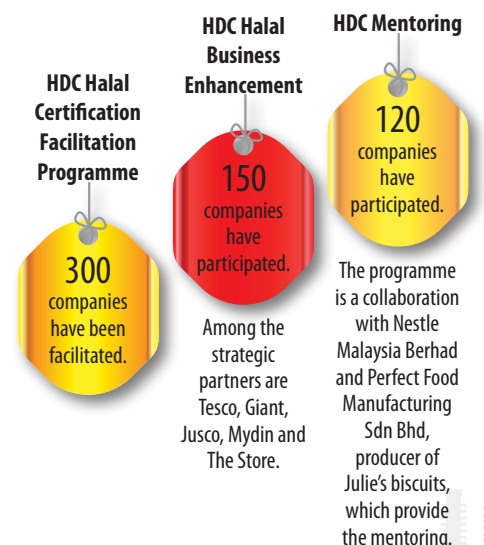 HDC Halal
Certification
Facilitation
Programme
300
companies
have been
facilitated.
HDC Halal
Business
Enhancement
150
companies
have
participated.
Among the
strategic
partners are
Tesco, Giant,
Jusco, Mydin and
The Store.
HDC Mentoring
120
companies
have
participated.
The programme
is a collaboration
with Nestle
Malaysia Berhad
and Perfect Food
Manufacturing
Sdn Bhd,
producer of
Julie's biscuits,
which provide
the mentoring.